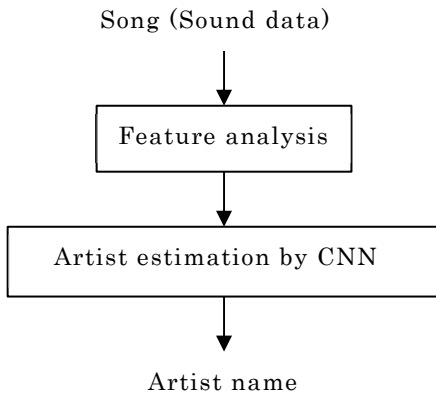 Song (Sound data)
Feature analysis
Artist estimation by CNN
Artist name